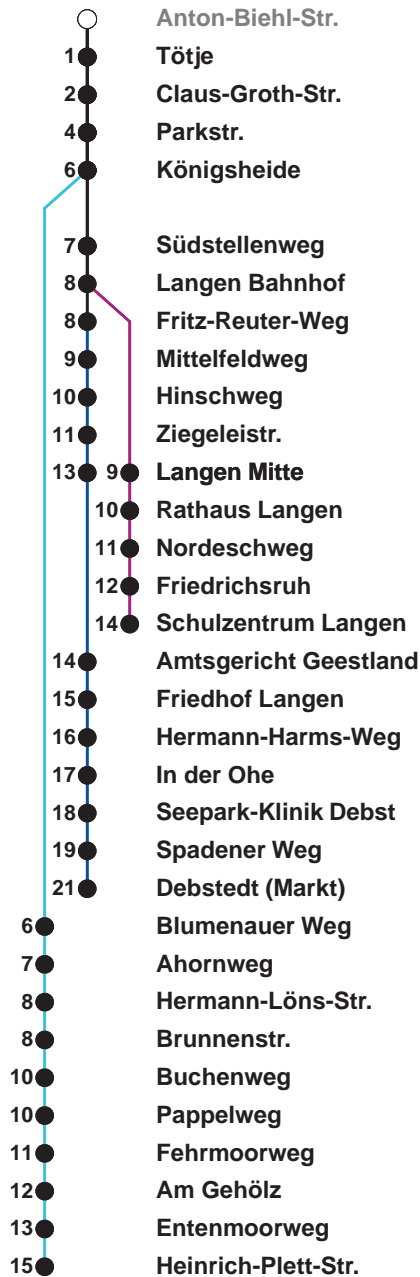 Anton-Biehl-Str.
1 Tötje
2 Claus-Groth-Str.
4 Parkstr.
6 Königsheide
7 Südstellenweg
8 Langen Bahnhof
8 Fritz-Reuter-Weg
9 Mittelfeldweg
10 Hinschweg
11 Ziegeleistr.
13 9 Langen Mitte
10 Rathaus Langen
11 Nordeschweg
12 Friedrichsruh
14 Schulzentrum Langen
14 Amtsgericht Geestland
15 Friedhof Langen
16 Hermann-Harms-Weg
17 In der Ohe
18 Seepark-Klinik Debst
19 Spadener Weg
21 Debstedt (Markt)
6 Blumenauer Weg
7 Ahornweg
8 Hermann-Löns-Str.
8 Brunnenstr.
10 Buchenweg
10 Pappelweg
11 Fehrmoorweg
12 Am Gehölz
13 Entenmoorweg
15 Heinrich-Plett-Str.